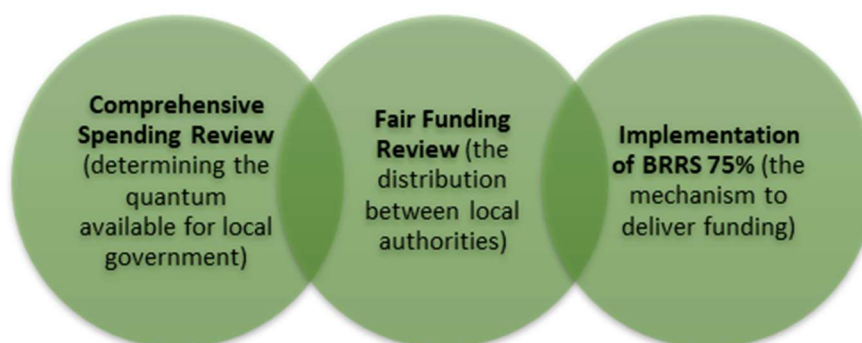 Comprehensive
Spending Review
(determining the
quantum
available for local
government)
Fair Funding
Review (the
distribution
between local
authorities)
Implementation
of BRRS 75% (the
mechanism to
deliver funding)